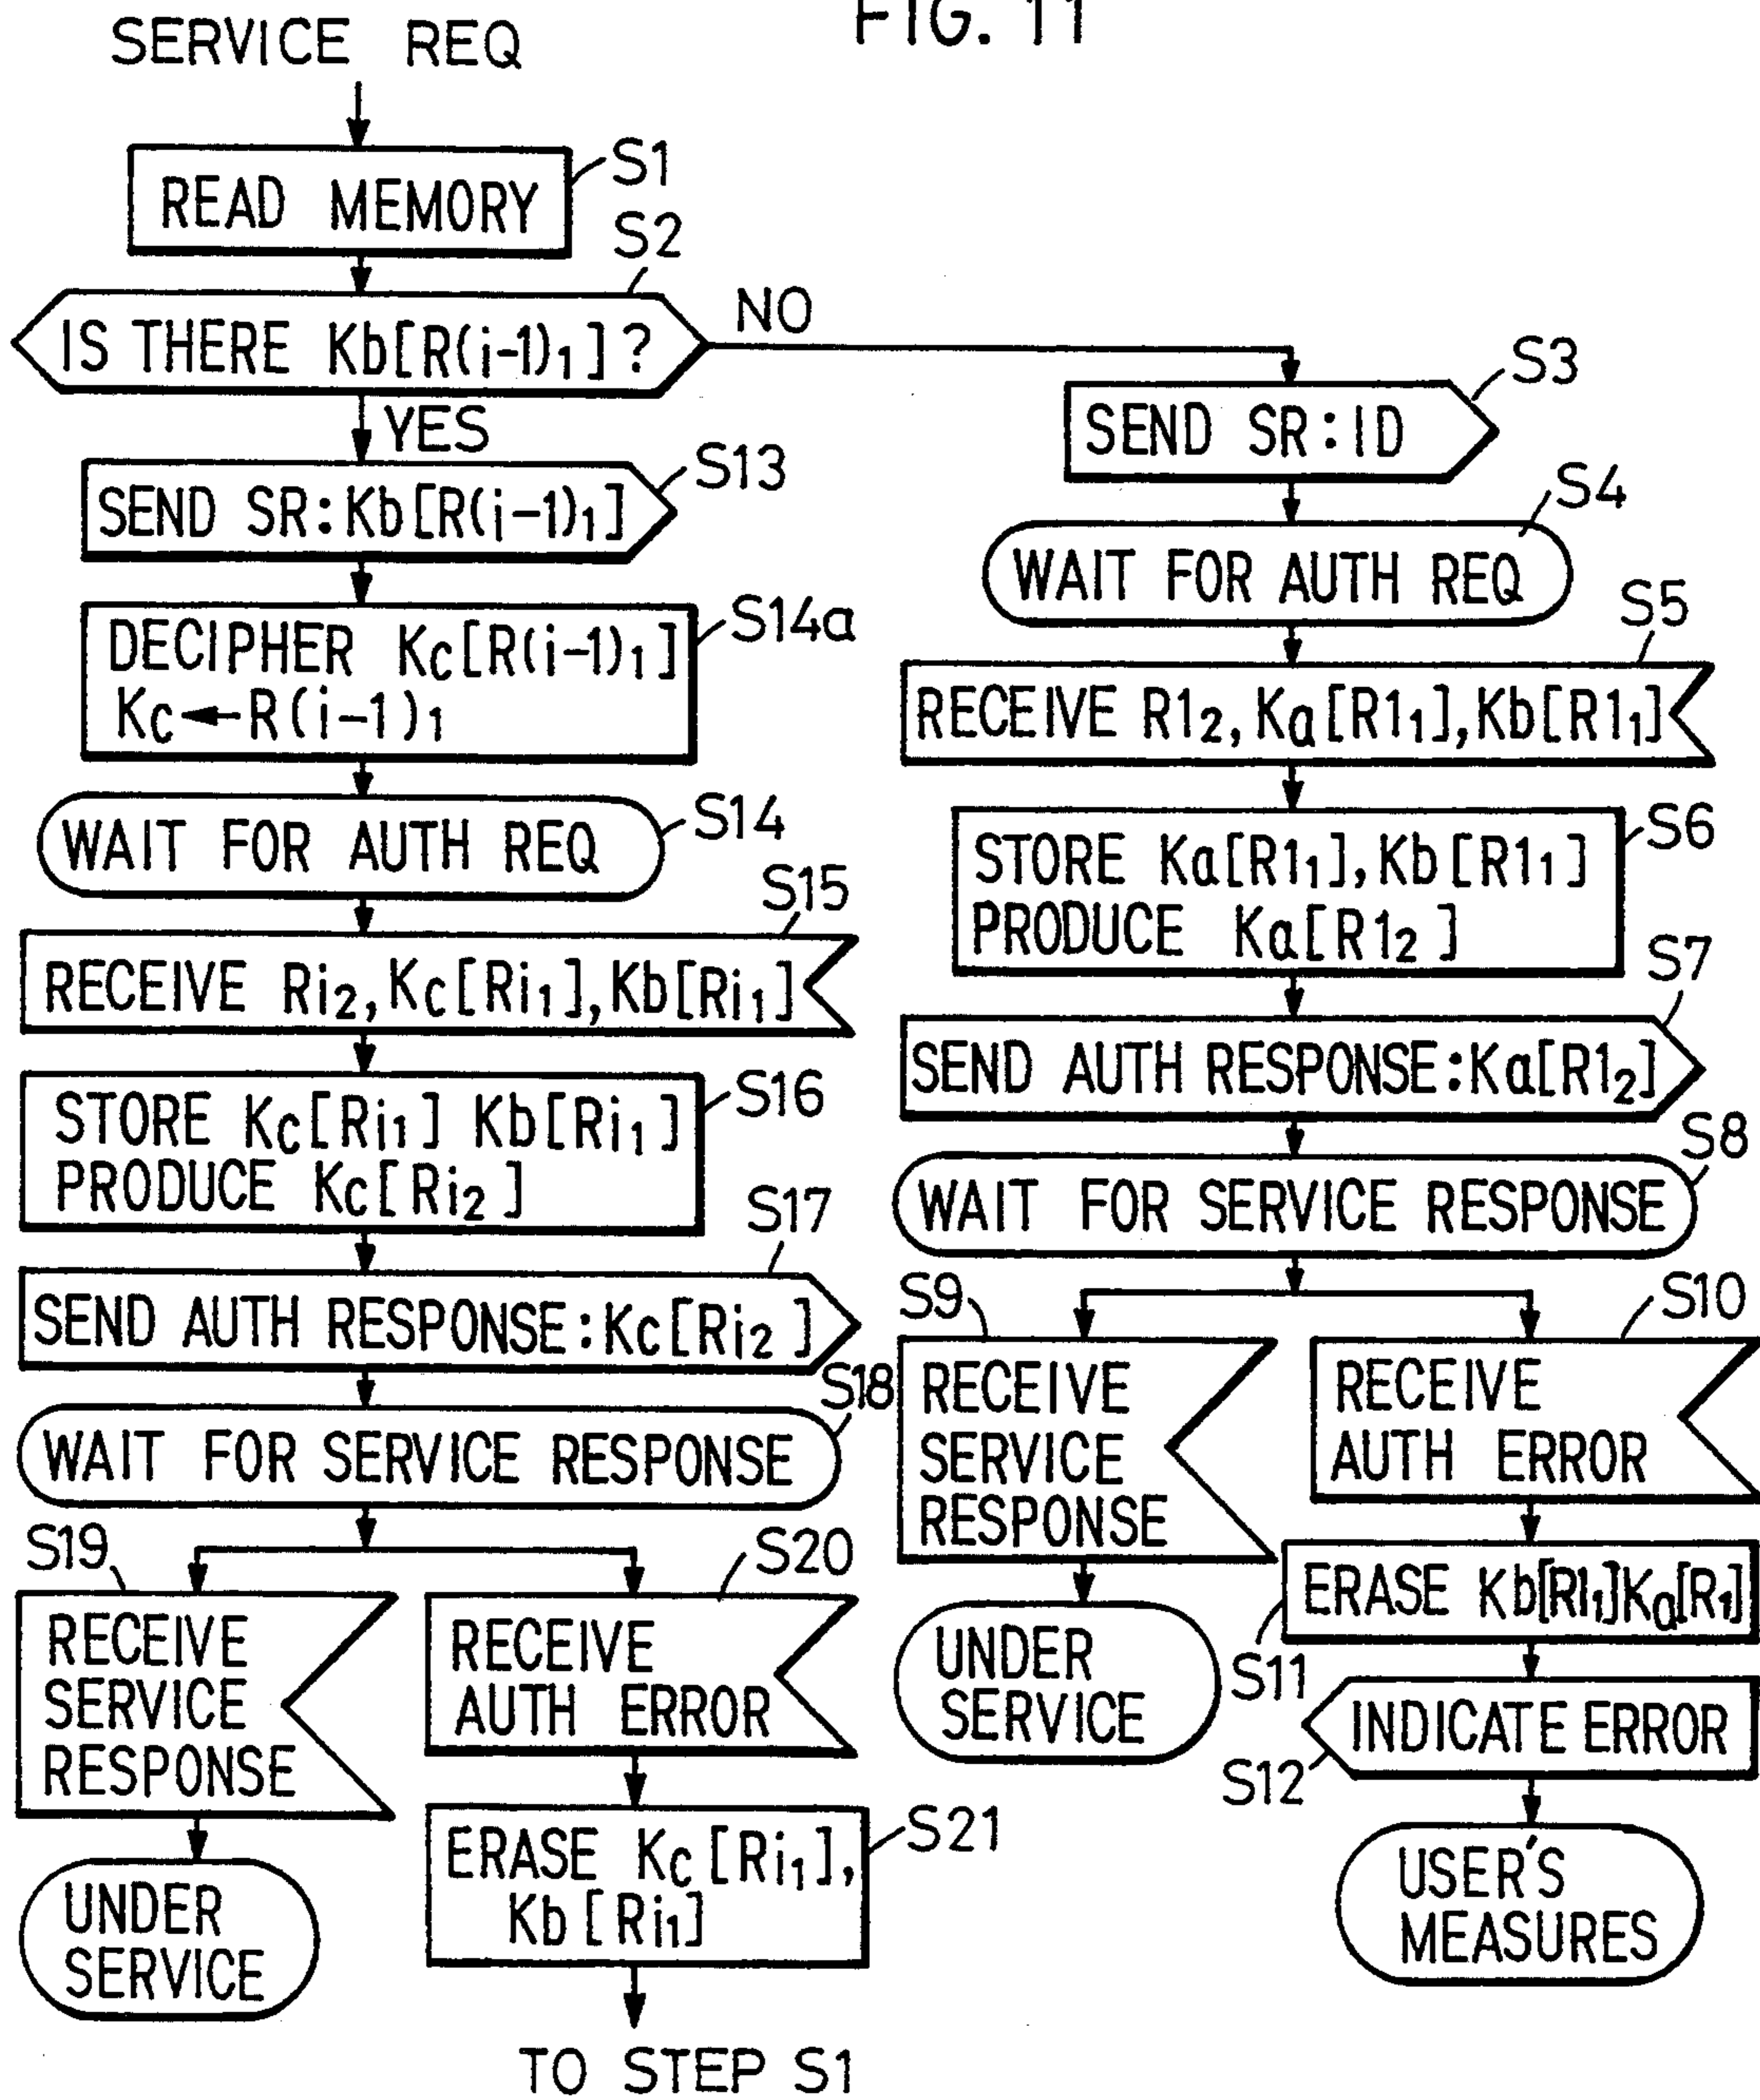 FIG. 11
SERVICE REQ
READ MEMORY
S1
S2
IS THERE Kb[R(i-1)₁]?
NO
YES
SEND SR:Kb[R(i-1)₁]
S13
DECIPHER Kc[R(i-1)₁]
Kc←R(i-1)₁
S14a
WAIT FOR AUTH REQ
S14
S15
RECEIVE Ri₂,Kc[Ri₁],Kb[Ri₁]
STORE Kc[Ri₁] Kb[Ri₁]
PRODUCE Kc[Ri₂]
S16
S17
SEND AUTH RESPONSE:Kc[Ri₂]
S18
WAIT FOR SERVICE RESPONSE
S19
RECEIVE
SERVICE
RESPONSE
UNDER
SERVICE
S20
RECEIVE
AUTH ERROR
ERASE Kc[Ri₁],
Kb[Ri₁]
S21
TO STEP S1
S3
SEND SR:ID
S4
WAIT FOR AUTH REQ
S5
RECEIVE R1₂,Ka[R1₁],Kb[R1₁]
S6
STORE Ka[R1₁],Kb[R1₁]
PRODUCE Ka[R1₂]
S7
SEND AUTH RESPONSE:Ka[R1₂]
S8
WAIT FOR SERVICE RESPONSE
S9
RECEIVE
SERVICE
RESPONSE
UNDER
SERVICE
S10
RECEIVE
AUTH ERROR
ERASE Kb[R1₁]Ka[R₁]
S11
INDICATE ERROR
S12
USER'S
MEASURES